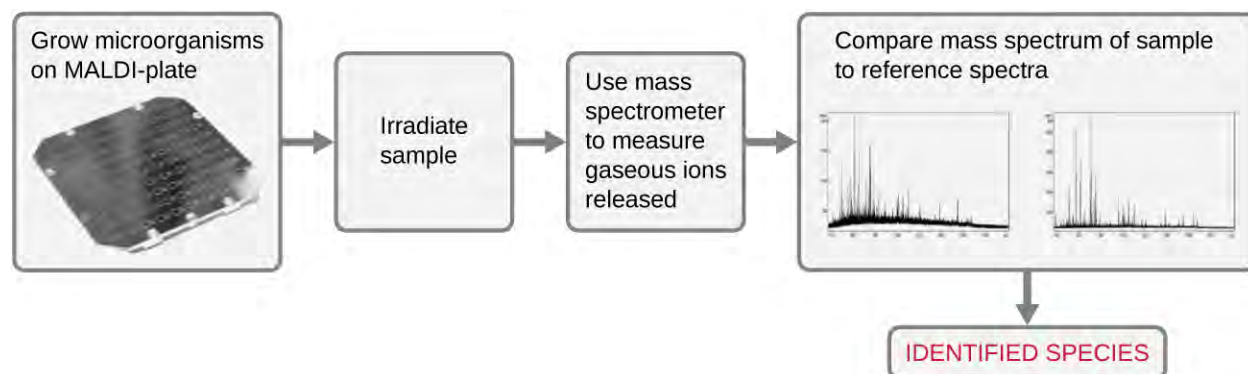 Grow microorganisms
on MALDI-plate
Irradiate
sample
Use mass
spectrometer
to measure
gaseous ions
released
Compare mass spectrum of sample
to reference spectra
IDENTIFIED SPECIES